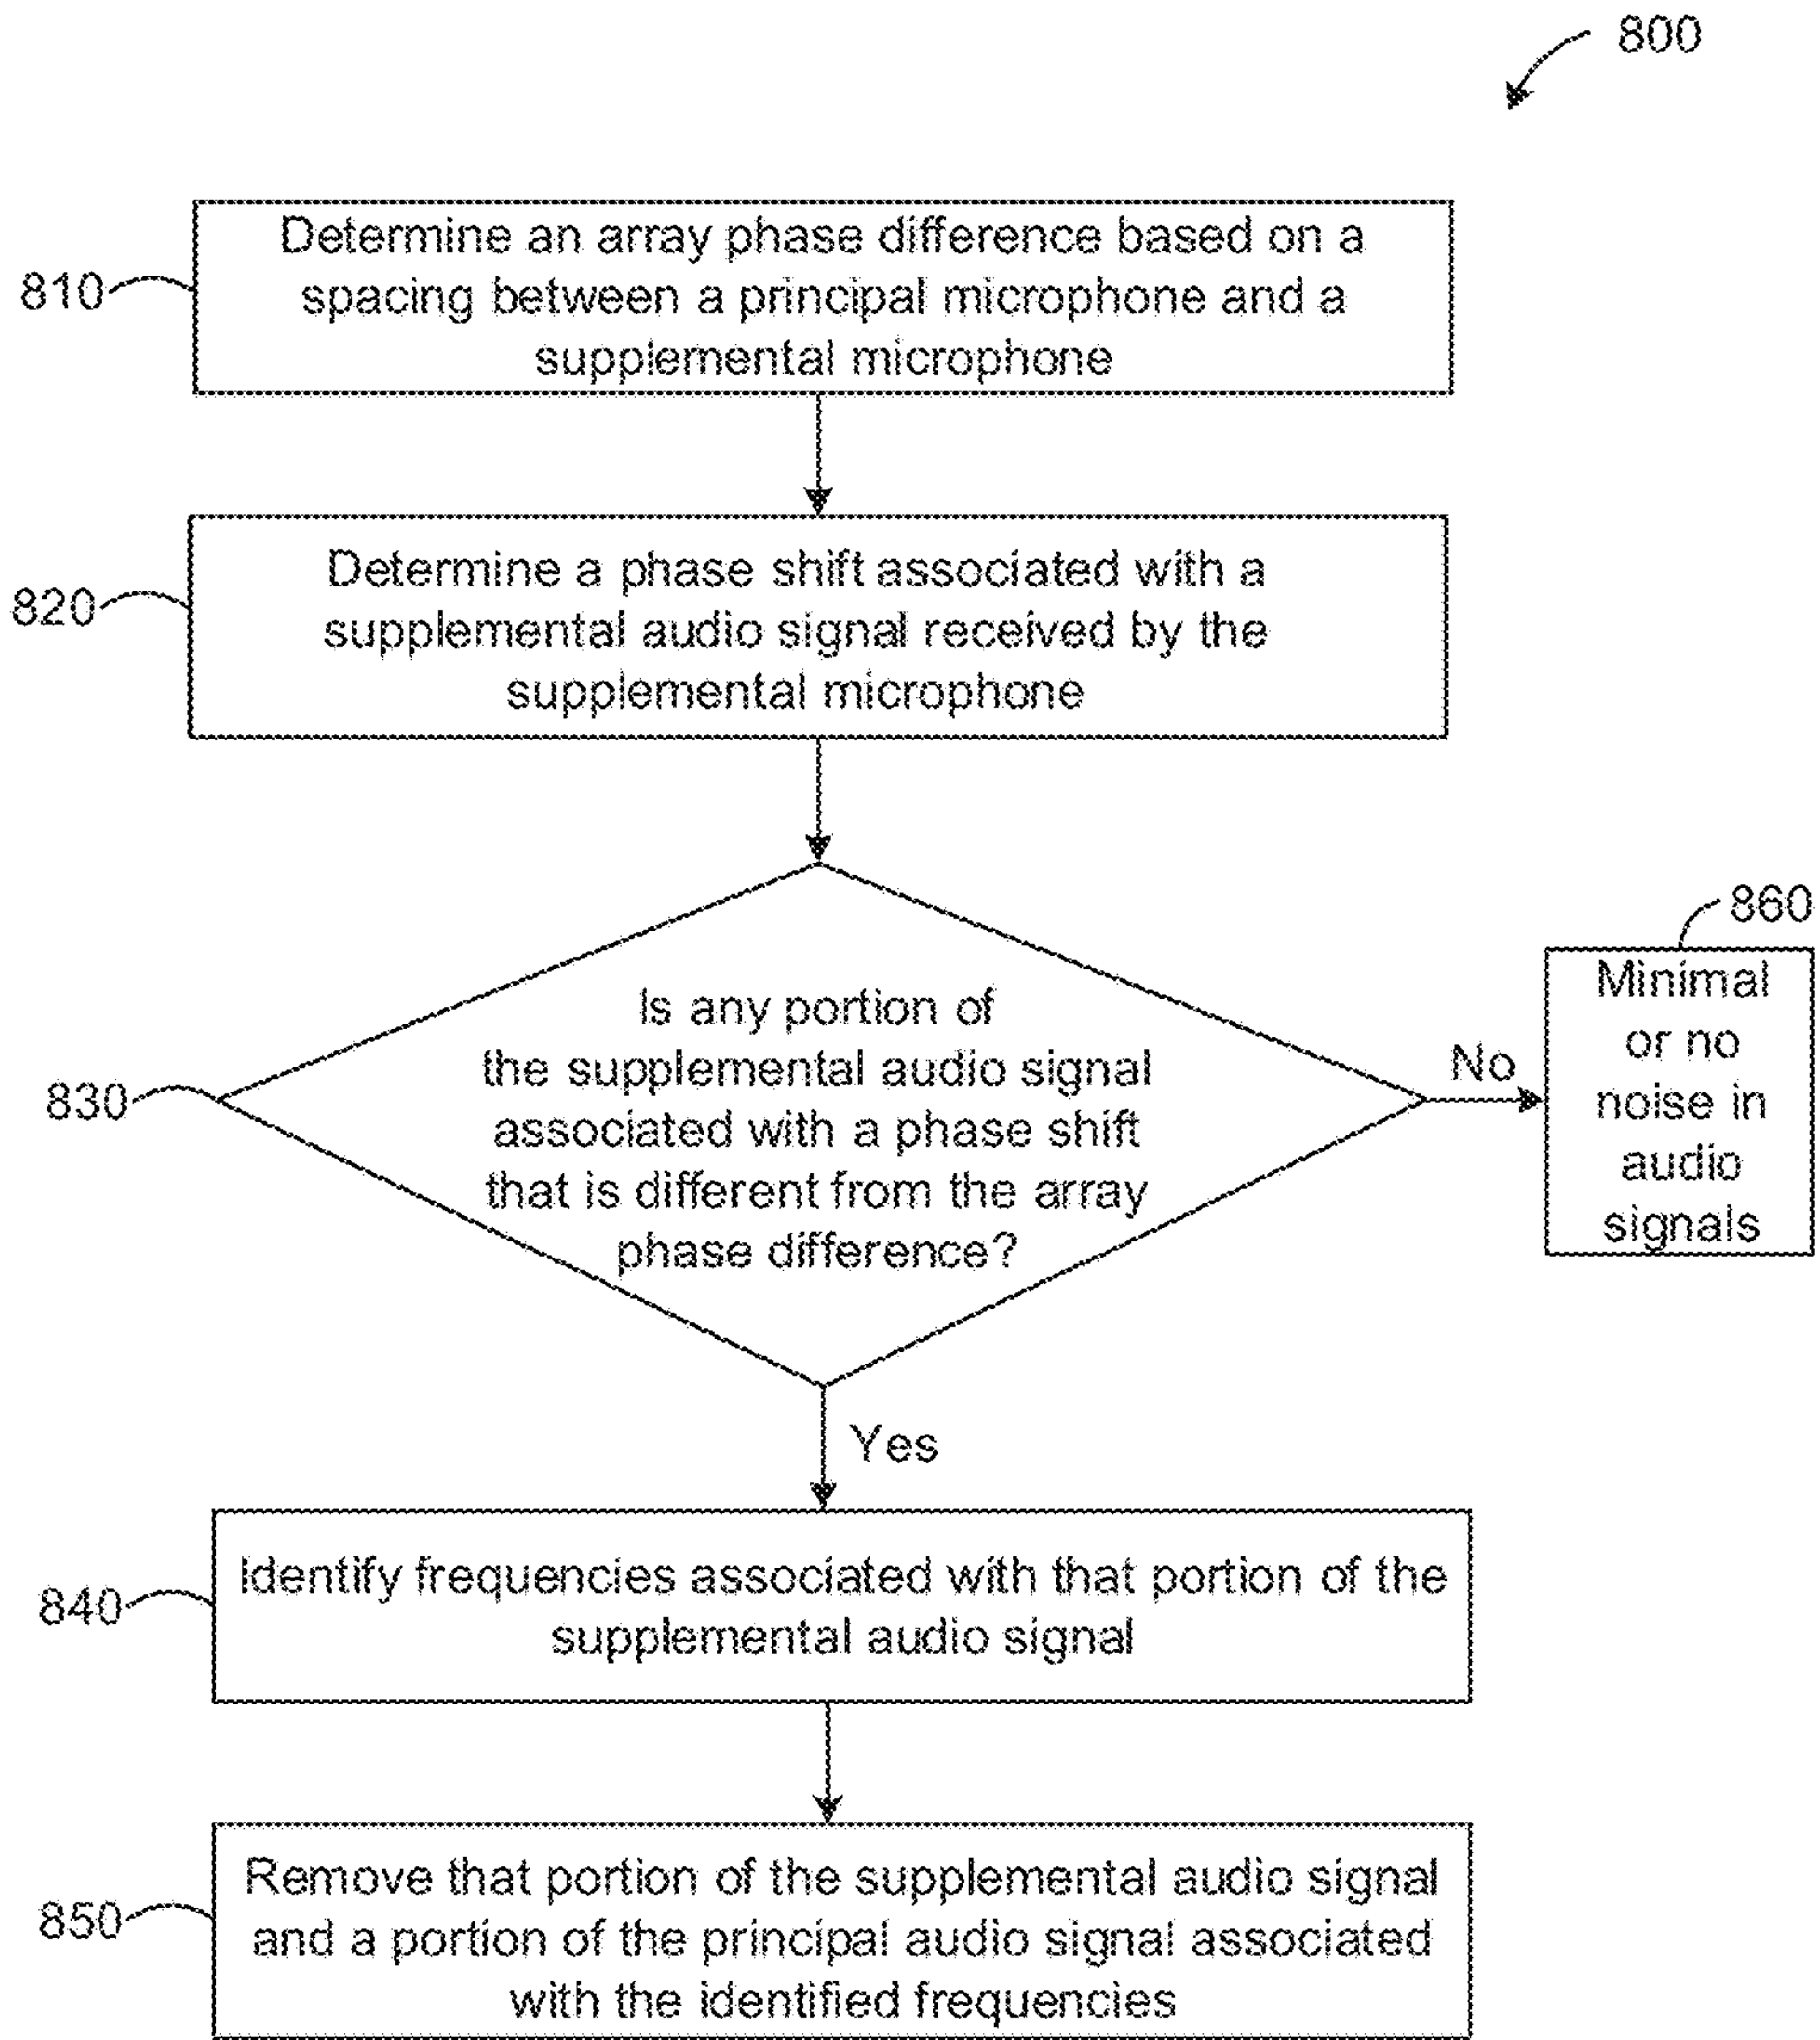 800
810
Determine an array phase difference based on a
spacing between a principal microphone and a
supplemental microphone
820
Determine a phase shift associated with a
supplemental audio signal received by the
supplemental microphone
830
Is any portion of
the supplemental audio signal
associated with a phase shift
that is different from the array
phase difference?
No
860
Minimal
or no
noise in
audio
signals
Yes
840
Identify frequencies associated with that portion of the
supplemental audio signal
850
Remove that portion of the supplemental audio signal
and a portion of the principal audio signal associated
with the identified frequencies